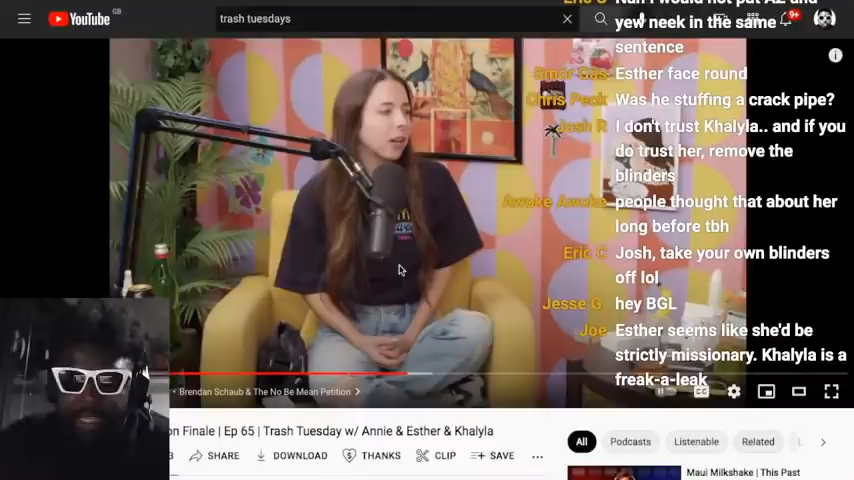 YouTube GB
trash tuesdays
9+
Nah I would not put AZ and
yew neek in the same
sentence
Smor Gas Esther face round
Chris Peak Was he stuffing a crack pipe?
Josh R I don't trust Khalyla.. and if you
do trust her, remove the
blinders
Awoke Awoke people thought that about her
long before tbh
Eric C Josh, take your own blinders
off lol
Jesse G. hey BGL
Joe Esther seems like she'd be
strictly missionary. Khalyla is a
freak-a-leak
Brendan Schaub & The No Be Mean Petition
on Finale | Ep 65 | Trash Tuesday w/ Annie & Esther & Khalyla
3 SHARE DOWNLOAD THANKS CLIP SAVE
All Podcasts Listenable Related
Maui Milkshake | This Past